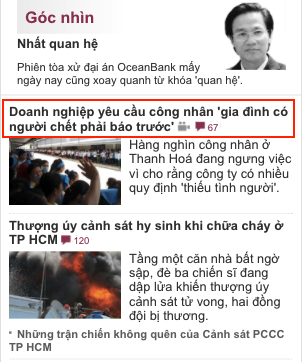 Góc nhìn
Nhất quan hệ
Phiên tòa xử đại án OceanBank mấy
ngày nay cũng xoay quanh từ khóa 'quan hệ'.
Doanh nghiệp yêu cầu công nhân 'gia đình có
người chết phải báo trước' 67
Hàng nghìn công nhân ở
Thanh Hoá đang ngưng việc
vì cho rằng công ty có nhiều
quy định 'thiếu tình người'.
Thượng úy cảnh sát hy sinh khi chữa cháy ở
TP HCM 120
Tầng một căn nhà bất ngờ
sập, đè ba chiến sĩ đang
dập lửa khiến thượng úy
cảnh sát tử vong, hai đồng
đội bị thương.
Những trận chiến không quên của Cảnh sát PCCC
TP HCM